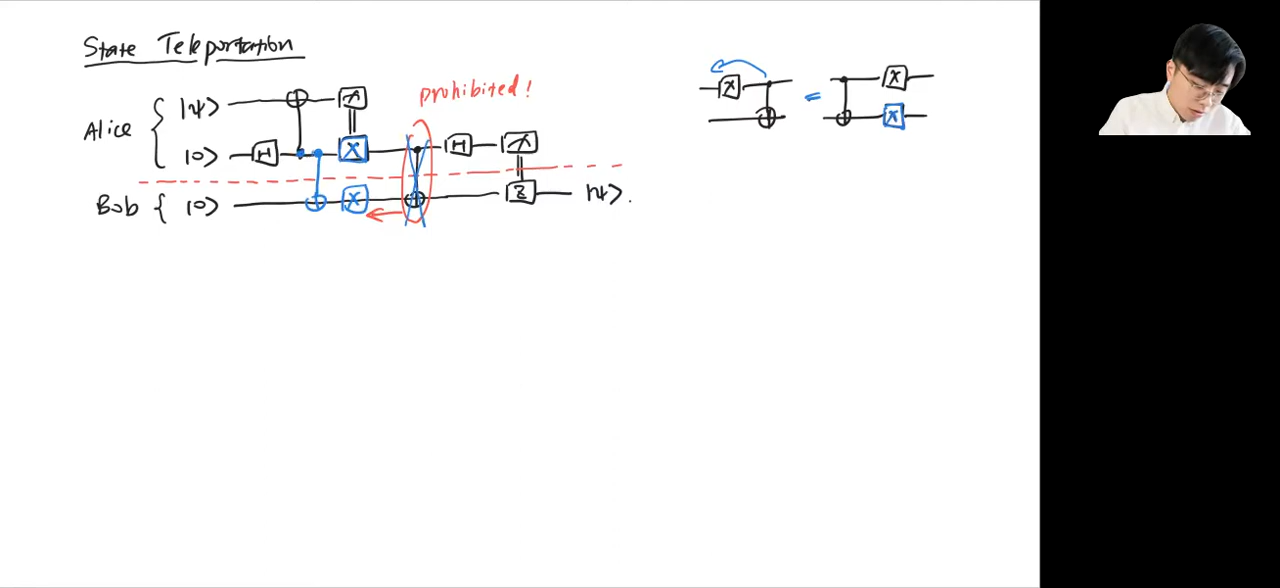 State Teleportation
prohibited!
Alice { |ψ>
|0> H X H
Bob { |0> X Z |ψ>.
X = X
X